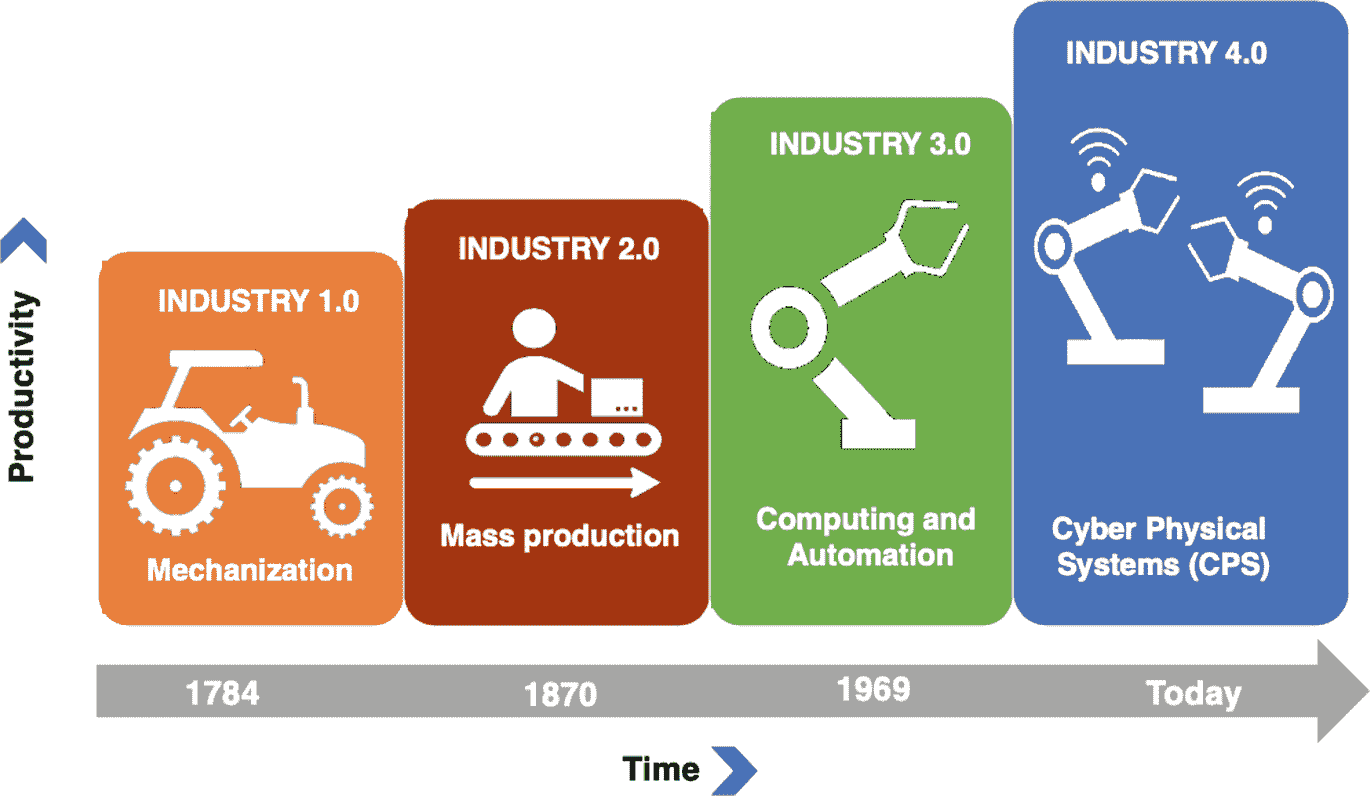 INDUSTRY 4.0
INDUSTRY 3.0
INDUSTRY 2.0
INDUSTRY 1.0
Productivity
Mechanization
Mass production
Computing and
Automation
Cyber Physical
Systems (CPS)
1784
1870
1969
Today
Time